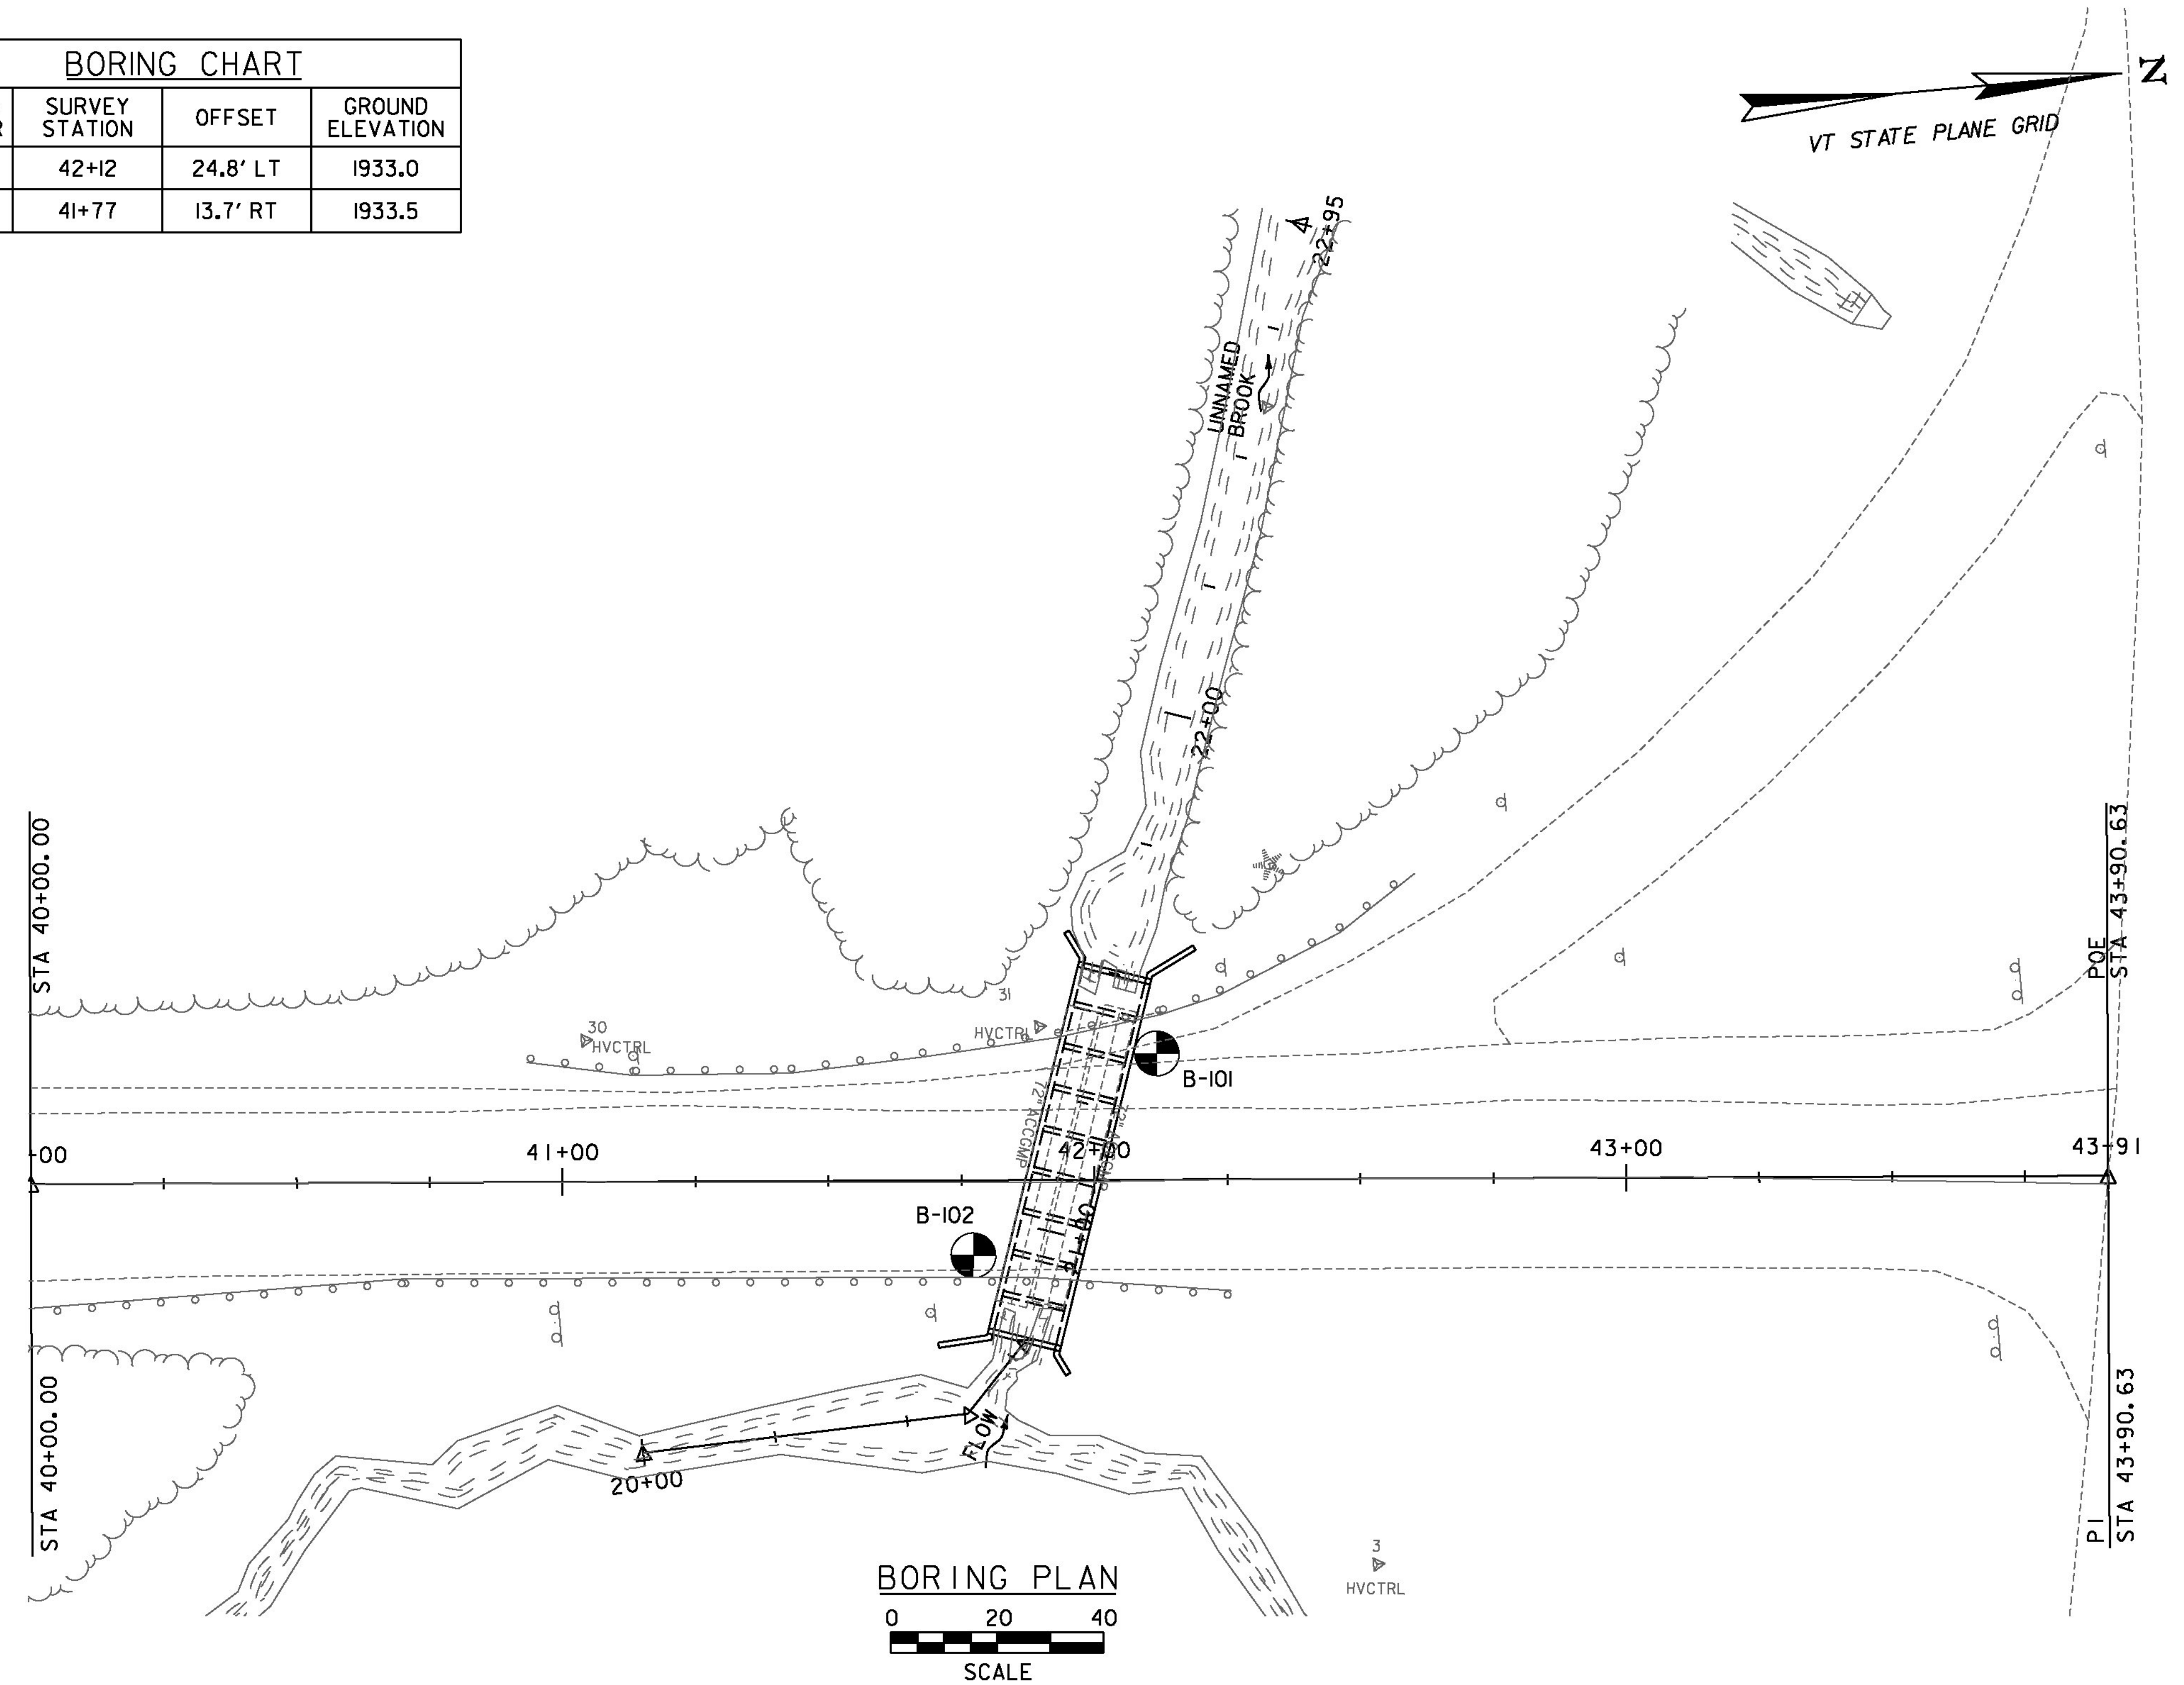 BORING CHART
SURVEY STATION OFFSET GROUND ELEVATION
42+12 24.8' LT 1933.0
41+77 13.7' RT 1933.5
Z
VT STATE PLANE GRID
22+95
UNNAMED
BROOK
22+00
STA 40+00.00
POE
STA 43+90.63
31
30
HVCTRL
HVCTRL
B-101
72" ACCGMP
+00
41+00
42+00
43+00
43+91
B-102
FLOW
20+00
STA 40+00.00
PI
STA 43+90.63
3
HVCTRL
BORING PLAN
0 20 40
SCALE